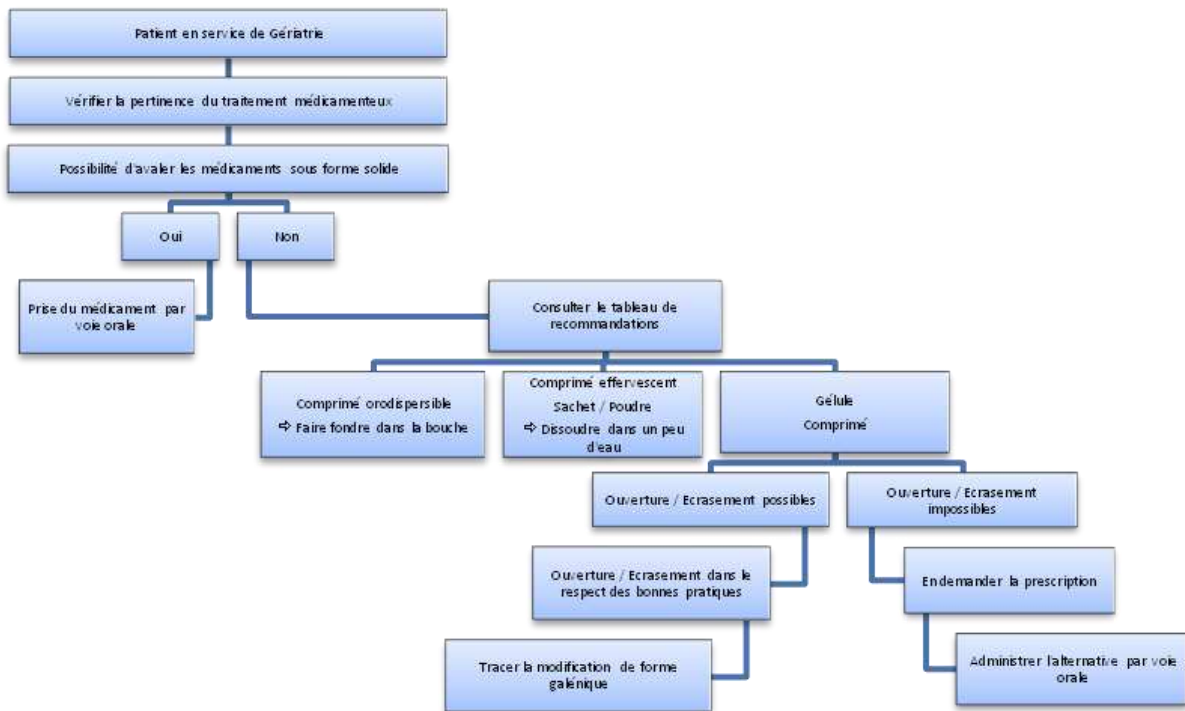 Patient en service de Gériatrie
Vérifier la pertinence du traitement médicamenteux
Possibilité d'avaler les médicaments sous forme solide
Oui
Non
Prise du médicament par
voie orale
Consulter le tableau de
recommandations
Comprimé orodispersible
⇨ Faire fondre dans la bouche
Comprimé effervescent
Sachet / Poudre
⇨ Dissoudre dans un peu
d'eau
Gélule
Comprimé
Ouverture / Ecrasement possibles
Ouverture / Ecrasement
impossibles
Ouverture / Ecrasement dans le
respect des bonnes pratiques
En demander la prescription
Tracer la modification de forme
galénique
Administrer l'alternative par voie
orale